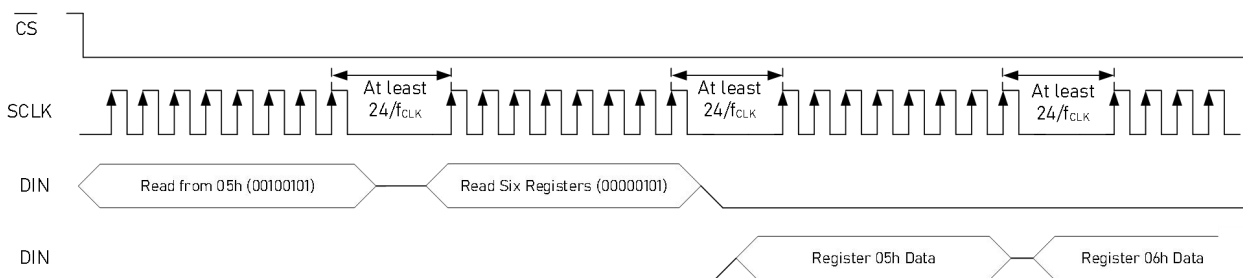 CS
At least At least At least
SCLK 24/fCLK 24/fCLK 24/fCLK
DIN Read from 05h (00100101) Read Six Registers (00000101)
DIN Register 05h Data Register 06h Data